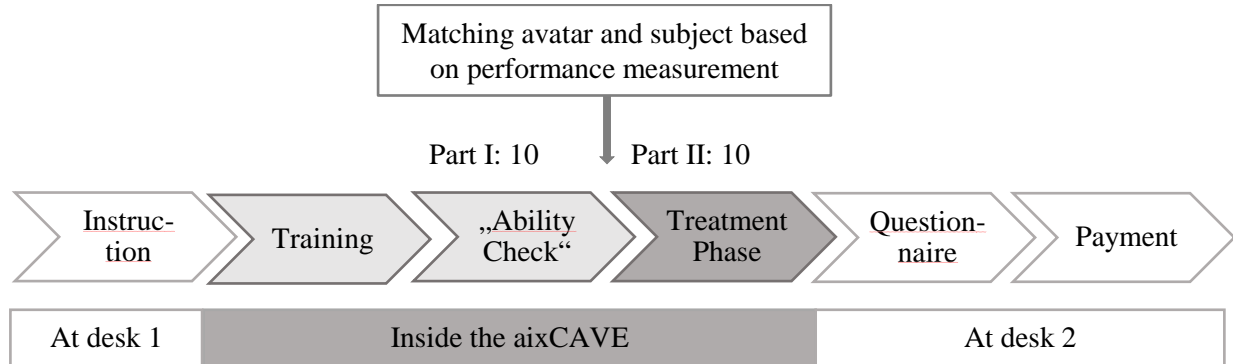 Matching avatar and subject based
on performance measurement
Part I: 10
Part II: 10
Instruc-
tion
Training
„Ability
Check“
Treatment
Phase
Question-
naire
Payment
At desk 1
Inside the aixCAVE
At desk 2